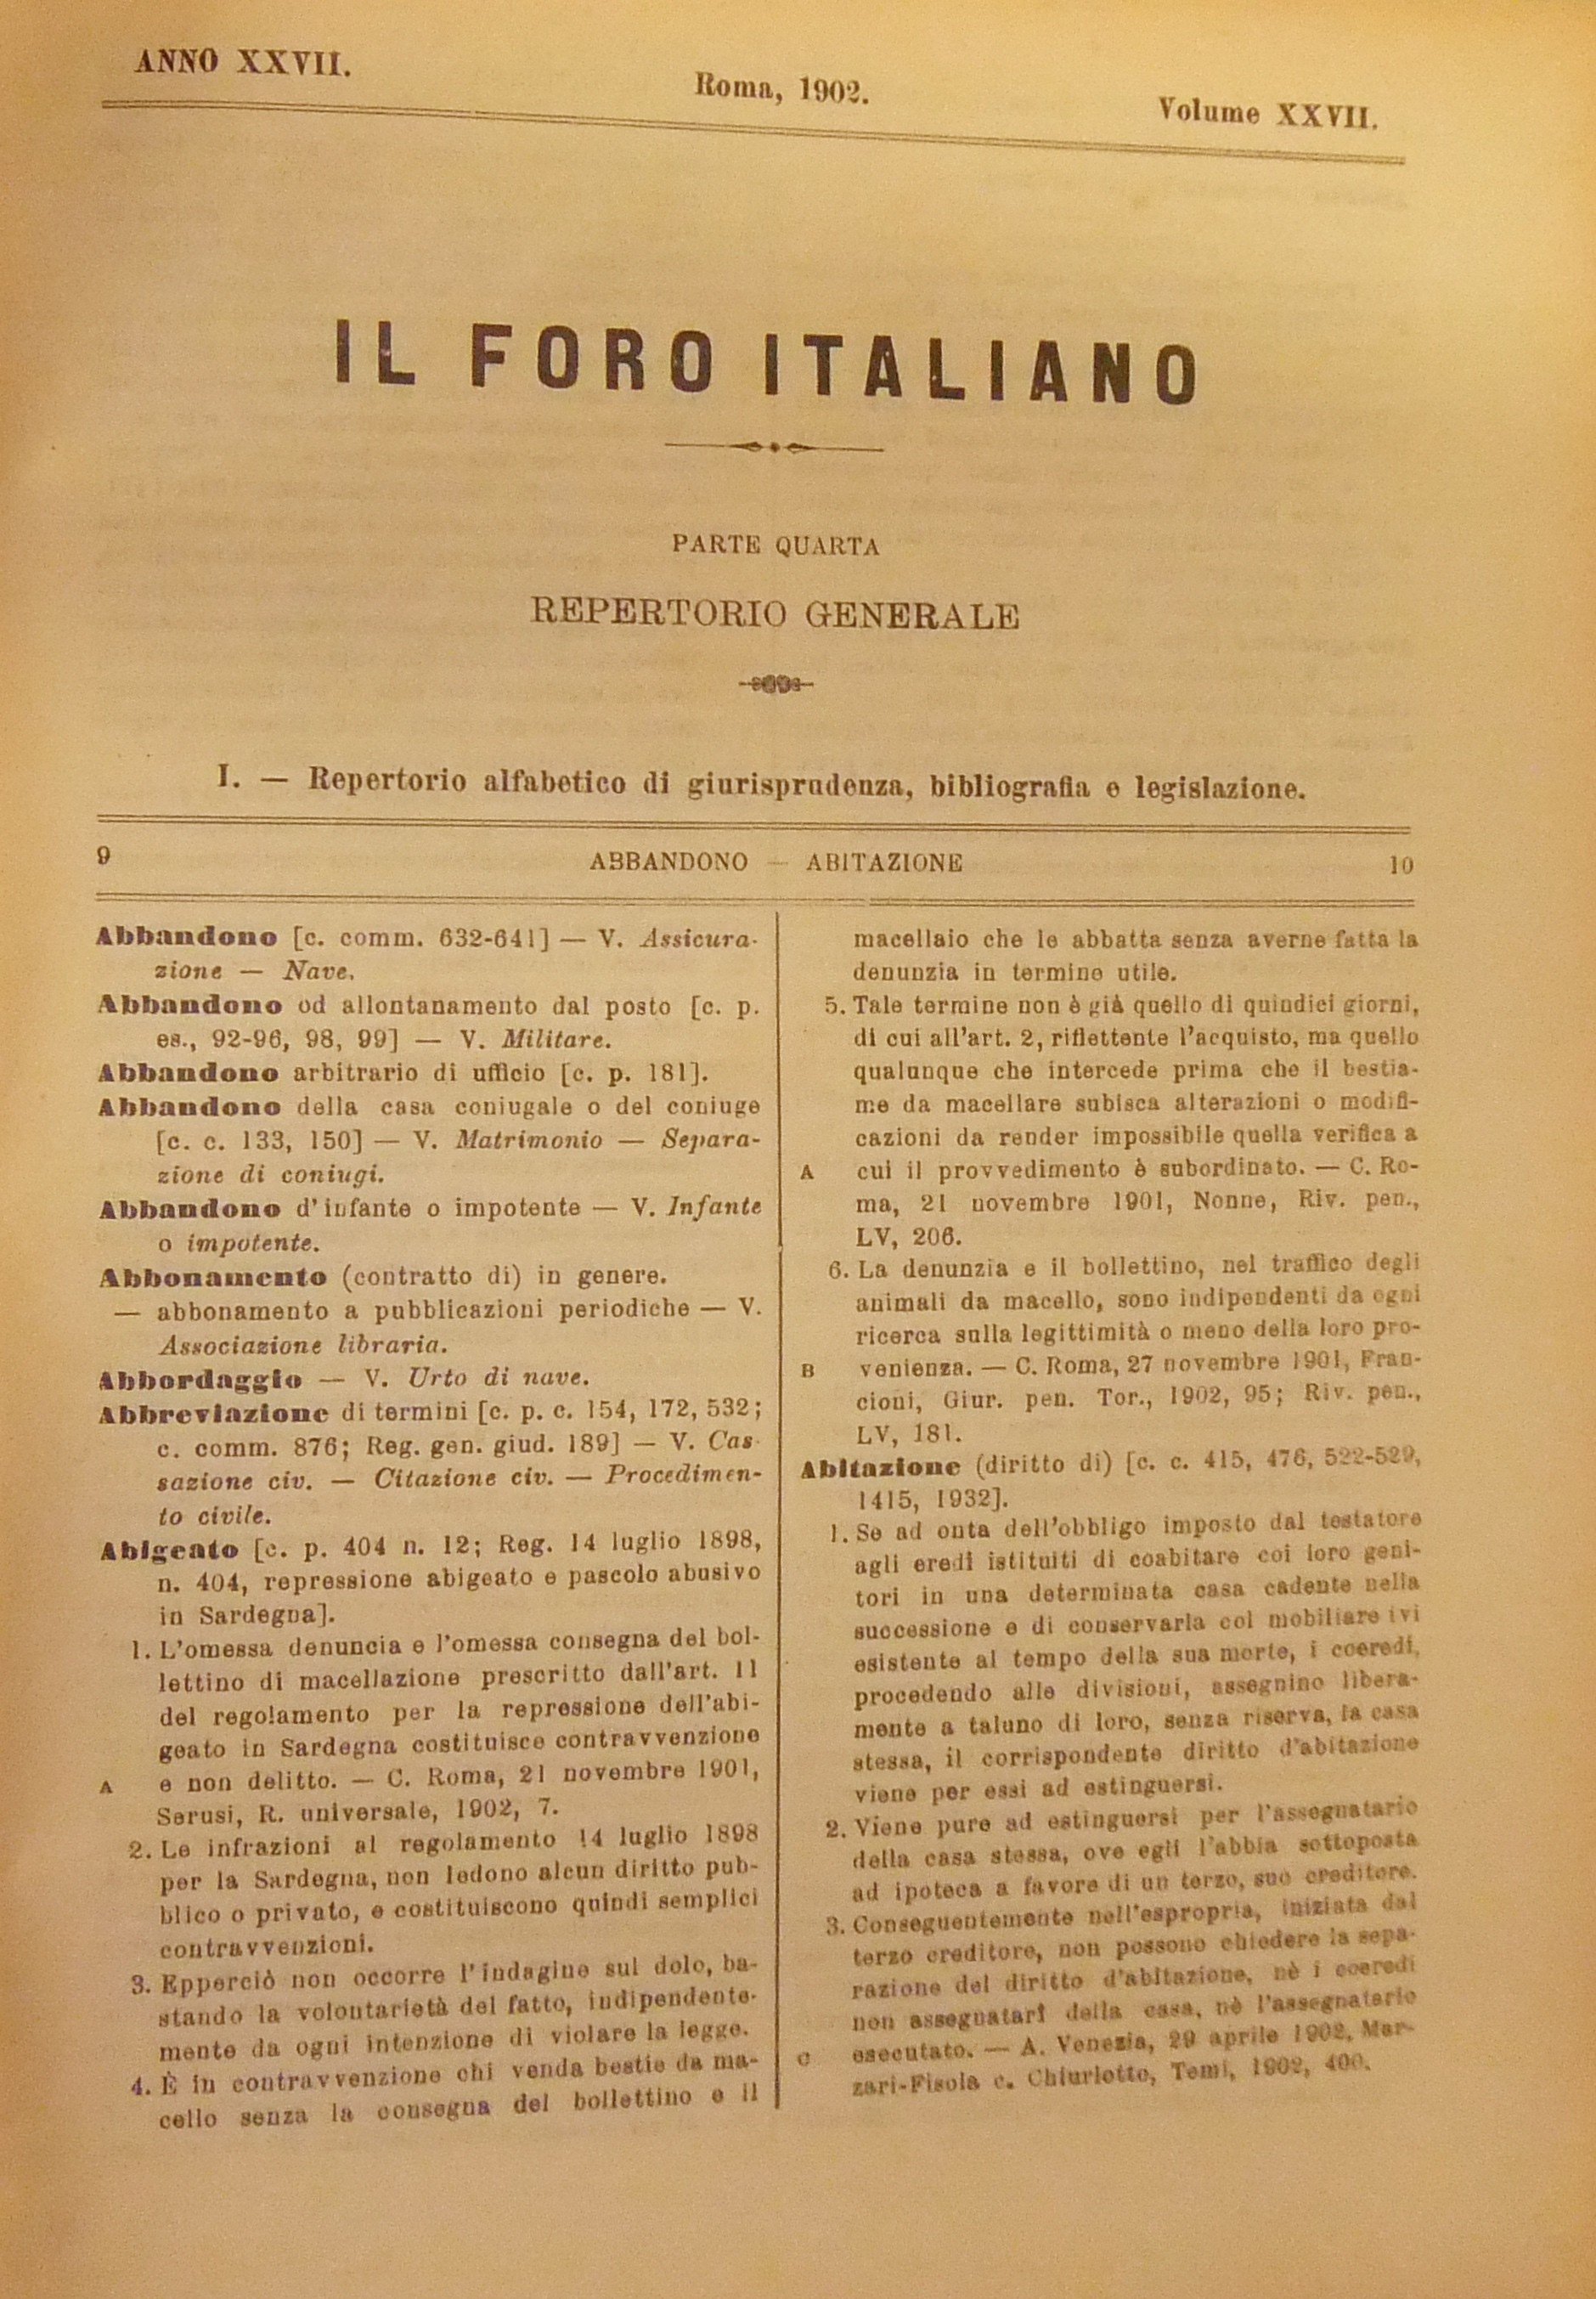 ANNO XXVII.
Roma, 1902.
Volume XXVII.
IL FORO ITALIANO
PARTE QUARTA
REPERTORIO GENERALE
I. — Repertorio alfabetico di giurisprudenza, bibliografia e legislazione.
9 ABBANDONO — ABITAZIONE 10
Abbandono [c. comm. 632-641] — V. Assicura-
zione — Nave.
Abbandono od allontanamento dal posto [c. p.
es., 92-96, 98, 99] — V. Militare.
Abbandono arbitrario di ufficio [c. p. 181].
Abbandono della casa coniugale o del coniuge
[c. c. 133, 150] — V. Matrimonio — Separa-
zione di coniugi.
Abbandono d'infante o impotente — V. Infante
o impotente.
Abbonamento (contratto di) in genere.
— abbonamento a pubblicazioni periodiche — V.
Associazione libraria.
Abbordaggio — V. Urto di nave.
Abbreviazione di termini [c. p. c. 154, 172, 532;
c. comm. 876; Reg. gen. giud. 189] — V. Cas-
sazione civ. — Citazione civ. — Procedimen-
to civile.
Abigeato [c. p. 404 n. 12; Reg. 14 luglio 1898,
n. 404, repressione abigeato e pascolo abusivo
in Sardegna].
1. L'omessa denuncia e l'omessa consegna del bol-
lettino di macellazione prescritto dall'art. 11
del regolamento per la repressione dell'abi-
geato in Sardegna costituisce contravvenzione
A e non delitto. — C. Roma, 21 novembre 1901,
Serusi, R. universale, 1902, 7.
2. Le infrazioni al regolamento 14 luglio 1898
per la Sardegna, non ledono alcun diritto pub-
blico o privato, e costituiscono quindi semplici
contravvenzioni.
3. Epperciò non occorre l'indagine sul dolo, ba-
stando la volontarietà del fatto, indipendente-
mente da ogni intenzione di violare la legge.
4. È in contravvenzione chi venda bestie da ma-
cello senza la consegna del bollettino e il
macellaio che le abbatta senza averne fatta la
denunzia in termine utile.
5. Tale termine non è già quello di quindici giorni,
di cui all'art. 2, riflettente l'acquisto, ma quello
qualunque che intercede prima che il bestia-
me da macellare subisca alterazioni o modifi-
cazioni da render impossibile quella verifica a
A cui il provvedimento è subordinato. — C. Ro-
ma, 21 novembre 1901, Nonne, Riv. pen.,
LV, 206.
6. La denunzia e il bollettino, nel traffico degli
animali da macello, sono indipendenti da ogni
ricerca sulla legittimità o meno della loro pro-
B venienza. — C. Roma, 27 novembre 1901, Fran-
cioni, Giur. pen. Tor., 1902, 95; Riv. pen.,
LV, 181.
Abitazione (diritto di) [c. c. 415, 476, 522-529,
1415, 1932].
1. Se ad onta dell'obbligo imposto dal testatore
agli eredi istituiti di coabitare coi loro geni-
tori in una determinata casa cadente nella
successione e di conservarla col mobiliare ivi
esistente al tempo della sua morte, i coeredi,
procedendo alle divisioni, assegnino libera-
mente a taluno di loro, senza riserva, la casa
stessa, il corrispondente diritto d'abitazione
viene per essi ad estinguersi.
2. Viene pure ad estinguersi per l'assegnatario
della casa stessa, ove egli l'abbia sottoposta
ad ipoteca a favore di un terzo, suo creditore.
3. Conseguentemente nell'espropria, iniziata dal
terzo creditore, non possono chiedere la sepa-
razione del diritto d'abitazione, nè i coeredi
non assegnatari della casa, nè l'assegnatario
C esecutato. — A. Venezia, 29 aprile 1902, Mar-
zari-Fisola c. Chiurlotto, Temi, 1902, 400.